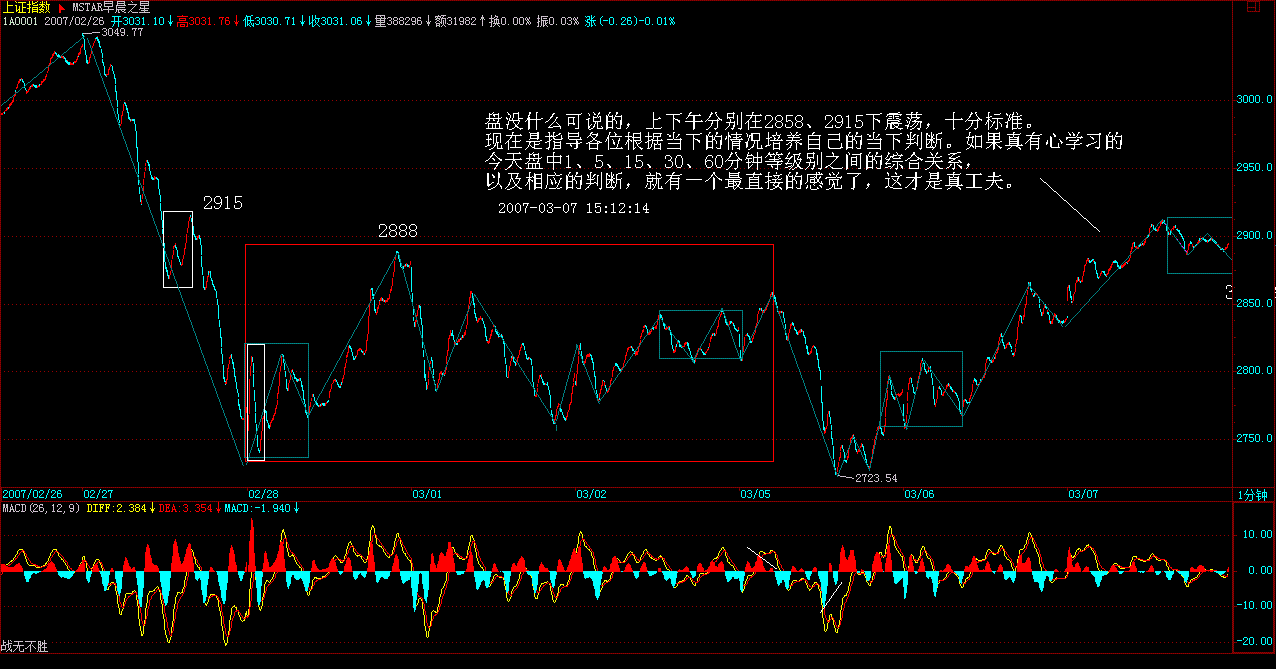 上证指数 MSTAR早晨之星
1A0001 2007/02/26 开3031.10↓高3031.78↓低3030.71↓收3031.06↓量388296↓额31982↑换0.00% 振0.03% 涨(-0.26)-0.01%
3049.77
3000.0
盘没什么可说的，上下午分别在2858、2915下震荡，十分标准。
现在是指导各位根据当下的情况培养自己的当下判断。如果真有心学习的
今天盘中1、5、15、30、60分钟等级别之间的综合关系，
以及相应的判断，就有一个最直接的感觉了，这才是真工夫。
2007-03-07 15:12:14
2950.0
2915
2888
2900.0
2850.0
2800.0
2750.0
2723.54
2007/02/26 02/27 02/28 03/01 03/02 03/05 03/06 03/07 1分钟
MACD(26,12,9) DIFF:2.384↓DEA:3.354↓MACD:-1.940↓
10.00
0.00
-10.00
-20.00
战无不胜